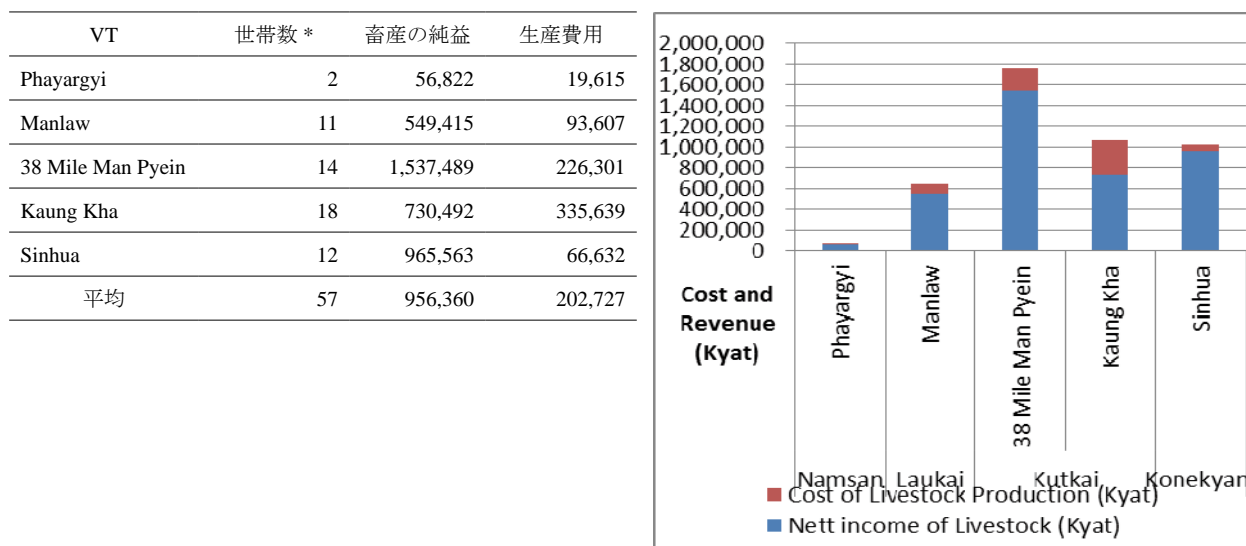 VT 世帯数 * 畜産の純益 生産費用
Phayargyi 2 56,822 19,615
Manlaw 11 549,415 93,607
38 Mile Man Pyein 14 1,537,489 226,301
Kaung Kha 18 730,492 335,639
Sinhua 12 965,563 66,632
平均 57 956,360 202,727
2,000,000
1,800,000
1,600,000
1,400,000
1,200,000
1,000,000
800,000
600,000
400,000
200,000
0
Cost and
Revenue
(Kyat)
Phayargyi
Manlaw
38 Mile Man Pyein
Kaung Kha
Sinhua
Namsan Laukai Kutkai Konekyan
Cost of Livestock Production (Kyat)
Nett income of Livestock (Kyat)